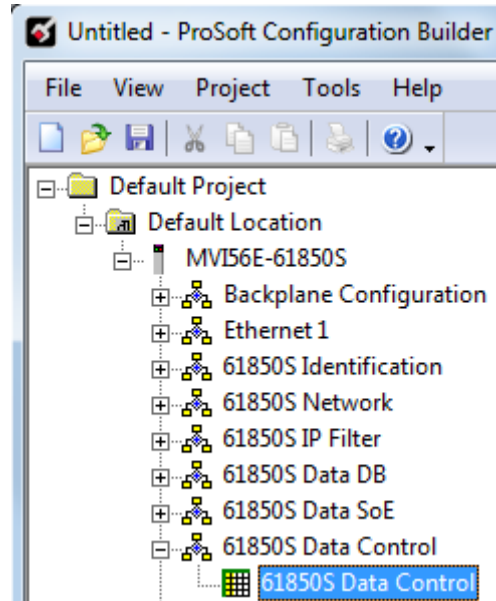 Untitled - ProSoft Configuration Builder
File View Project Tools Help
Default Project
Default Location
MVI56E-61850S
Backplane Configuration
Ethernet 1
61850S Identification
61850S Network
61850S IP Filter
61850S Data DB
61850S Data SoE
61850S Data Control
61850S Data Control